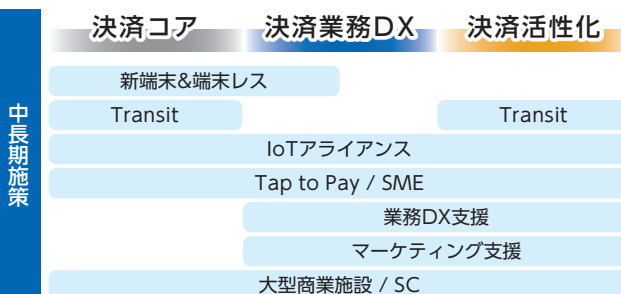 決済コア 決済業務DX 決済活性化
中長期施策
新端末&端末レス
Transit Transit
IoTアライアンス
Tap to Pay / SME
業務DX支援
マーケティング支援
大型商業施設 / SC